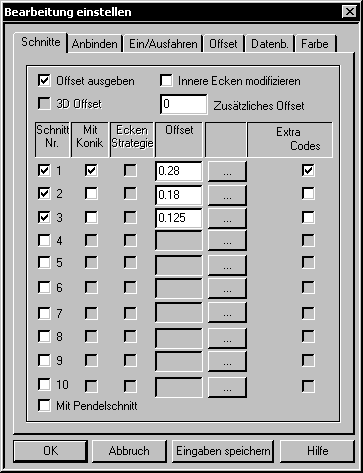 Bearbeitung einstellen
Schnitte Anbinden Ein/Ausfahren Offset Datenb. Farbe
Offset ausgeben Innere Ecken modifizieren
3D Offset 0 Zusätzliches Offset
Schnitt Mit Ecken Offset Extra
Nr. Konik Strategie Codes
1 0.28 ...
2 0.18 ...
3 0.125 ...
4 ...
5 ...
6 ...
7 ...
8 ...
9 ...
10 ...
Mit Pendelschnitt
OK Abbruch Eingaben speichern Hilfe